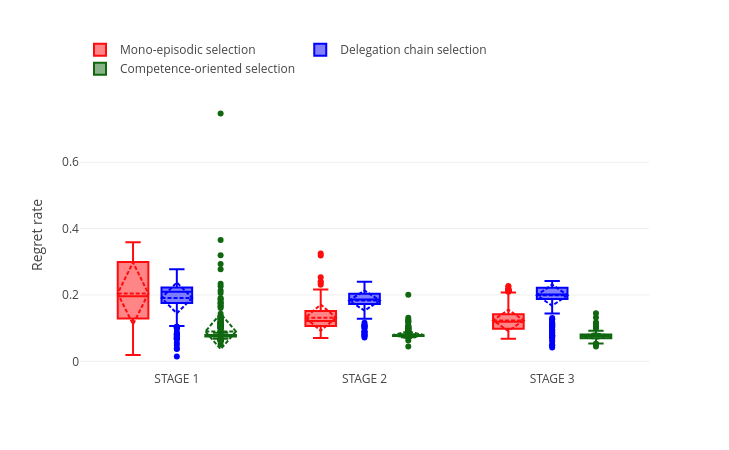 Mono-episodic selection
Delegation chain selection
Competence-oriented selection
Regret rate
0.6
0.4
0.2
0
STAGE 1
STAGE 2
STAGE 3